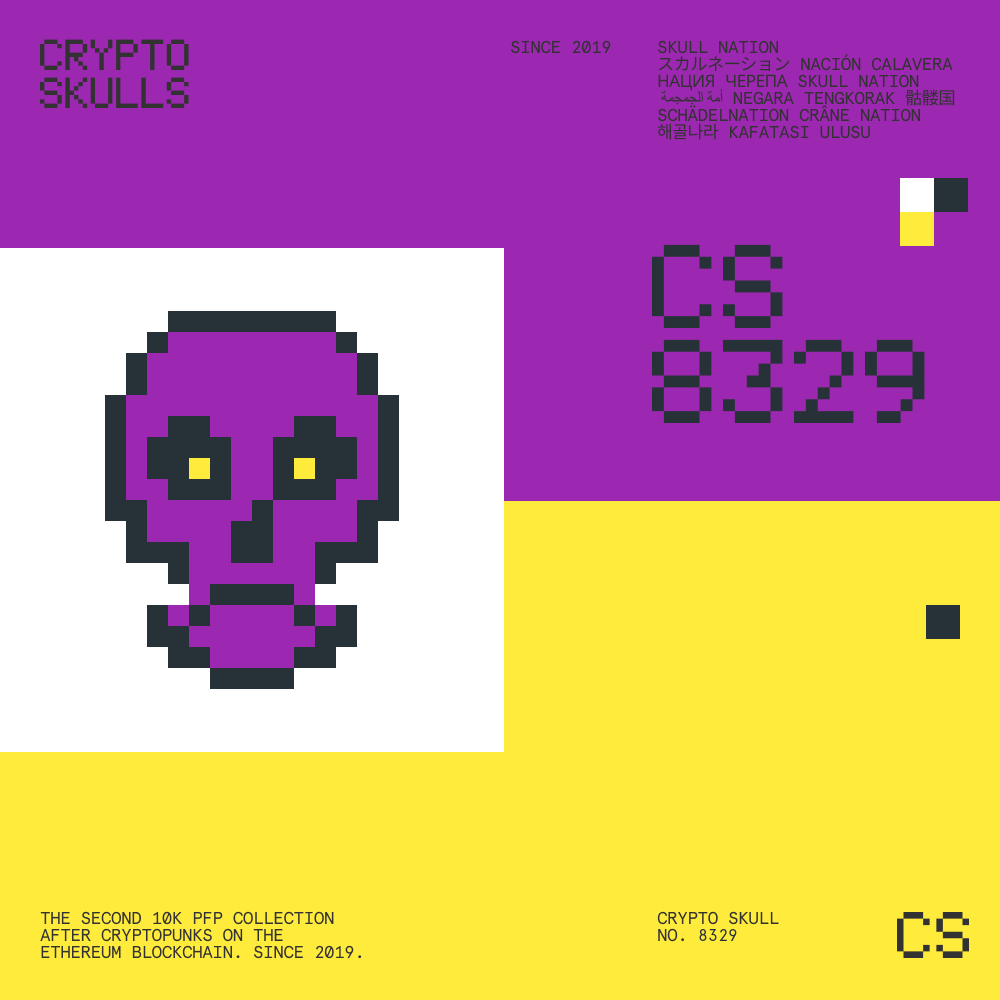 CRYPTO
SKULLS
SINCE 2019
SKULL NATION
スカルネーション NACIÓN CALAVERA
НАЦИЯ ЧЕРЕПА SKULL NATION
أمة الجمجمة NEGARA TENGKORAK 骷髅国
SCHÄDELNATION CRÂNE NATION
해골나라 KAFATASI ULUSU
CS
8329
THE SECOND 10K PFP COLLECTION
AFTER CRYPTOPUNKS ON THE
ETHEREUM BLOCKCHAIN. SINCE 2019.
CRYPTO SKULL
NO. 8329
CS